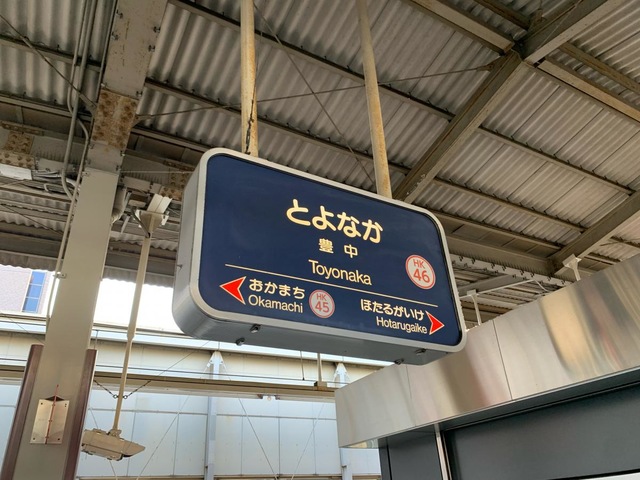 とよなか
豊中
Toyonaka
HK
46
おかまち
Okamachi
HK
45
ほたるがいけ
Hotarugaike